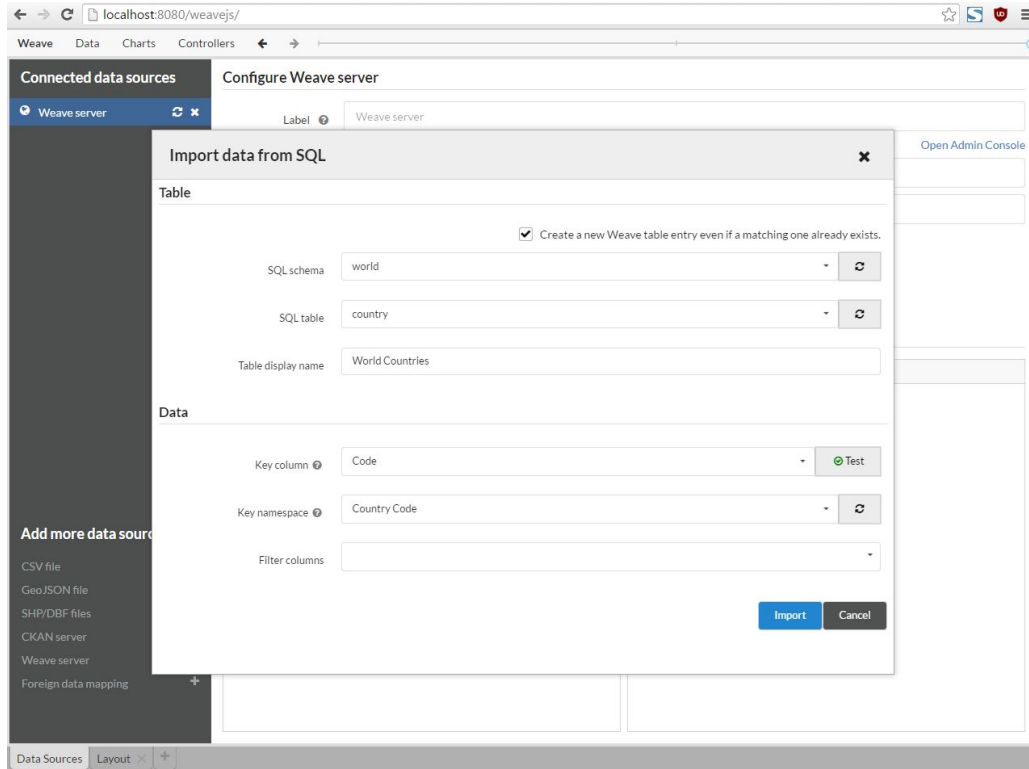 localhost:8080/weavejs/
Weave Data Charts Controllers
Connected data sources
Configure Weave server
Weave server
Label
Weave server
Open Admin Console
Import data from SQL
Table
Create a new Weave table entry even if a matching one already exists.
SQL schema
world
SQL table
country
Table display name
World Countries
Data
Key column
Code
Test
Key namespace
Country Code
Filter columns
Import
Cancel
Add more data sourc
CSV file
GeoJSON file
SHP/DBF files
CKAN server
Weave server
Foreign data mapping
Data Sources
Layout